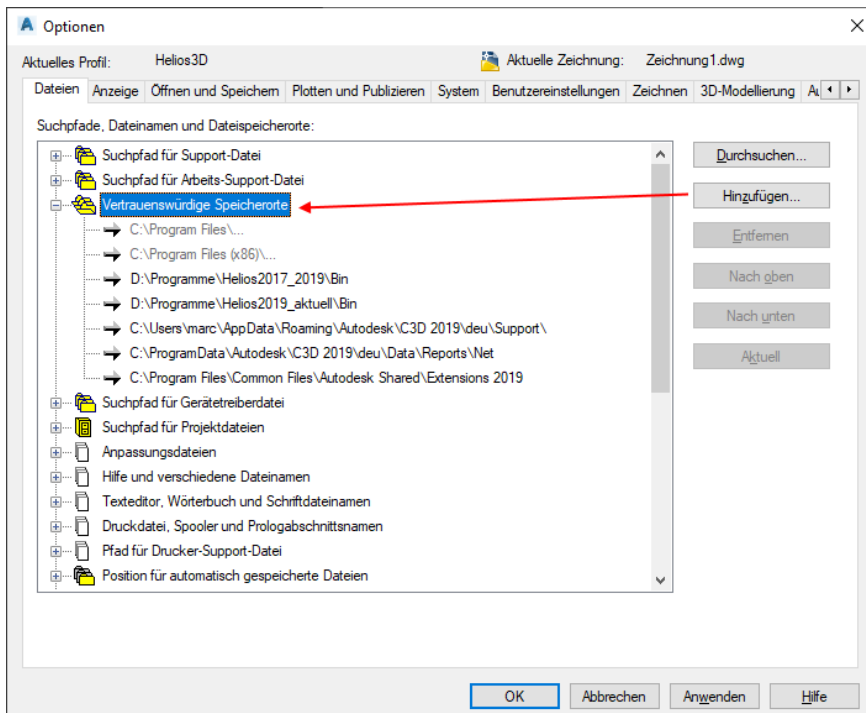 Optionen
Aktuelles Profil: Helios3D Aktuelle Zeichnung: Zeichnung1.dwg
Dateien Anzeige Öffnen und Speichern Plotten und Publizieren System Benutzereinstellungen Zeichnen 3D-Modellierung
Suchpfade, Dateinamen und Dateispeicherorte:
Suchpfad für Support-Datei
Durchsuchen...
Suchpfad für Arbeits-Support-Datei
Vertrauenswürdige Speicherorte
Hinzufügen...
C:\Program Files\...
Entfernen
C:\Program Files (x86)\...
D:\Programme\Helios2017_2019\Bin
Nach oben
D:\Programme\Helios2019_aktuell\Bin
C:\Users\marc\AppData\Roaming\Autodesk\C3D 2019\deu\Support\
Nach unten
C:\ProgramData\Autodesk\C3D 2019\deu\Data\Reports\Net
Aktuell
C:\Program Files\Common Files\Autodesk Shared\Extensions 2019
Suchpfad für Gerätetreiberdatei
Suchpfad für Projektdateien
Anpassungsdateien
Hilfe und verschiedene Dateinamen
Texteditor, Wörterbuch und Schriftdateinamen
Druckdatei, Spooler und Prologabschnittsnamen
Pfad für Drucker-Support-Datei
Position für automatisch gespeicherte Dateien
OK Abbrechen Anwenden Hilfe